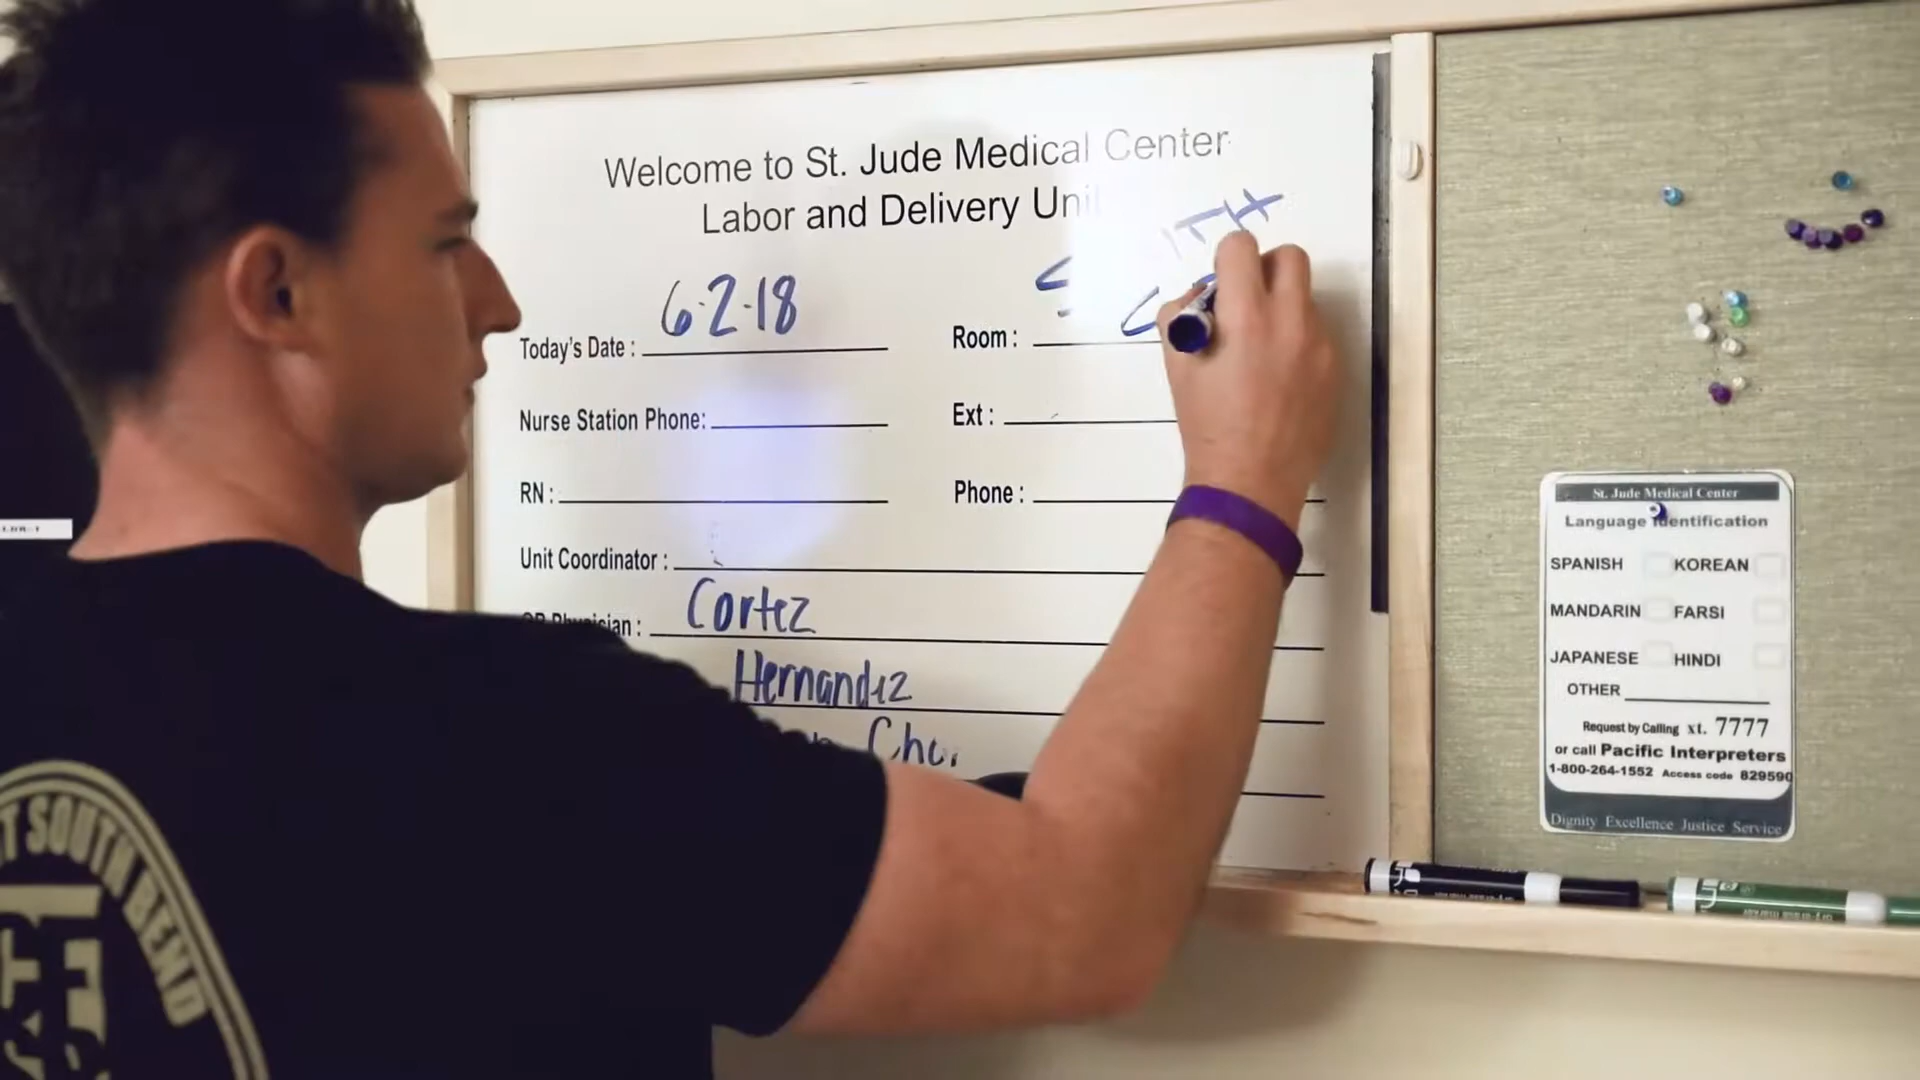 Welcome to St. Jude Medical Center
Labor and Delivery Unit
Today's Date : 6·2·18
Room :
Nurse Station Phone:
Ext :
RN :
Phone :
Unit Coordinator :
Cortez
Hernandez
St. Jude Medical Center
Language Identification
SPANISH KOREAN
MANDARIN FARSI
JAPANESE HINDI
OTHER
Request by Calling xt. 7777
or call Pacific Interpreters
1-800-264-1552 Access code 829590
Dignity Excellence Justice Service
SOUTH BEND